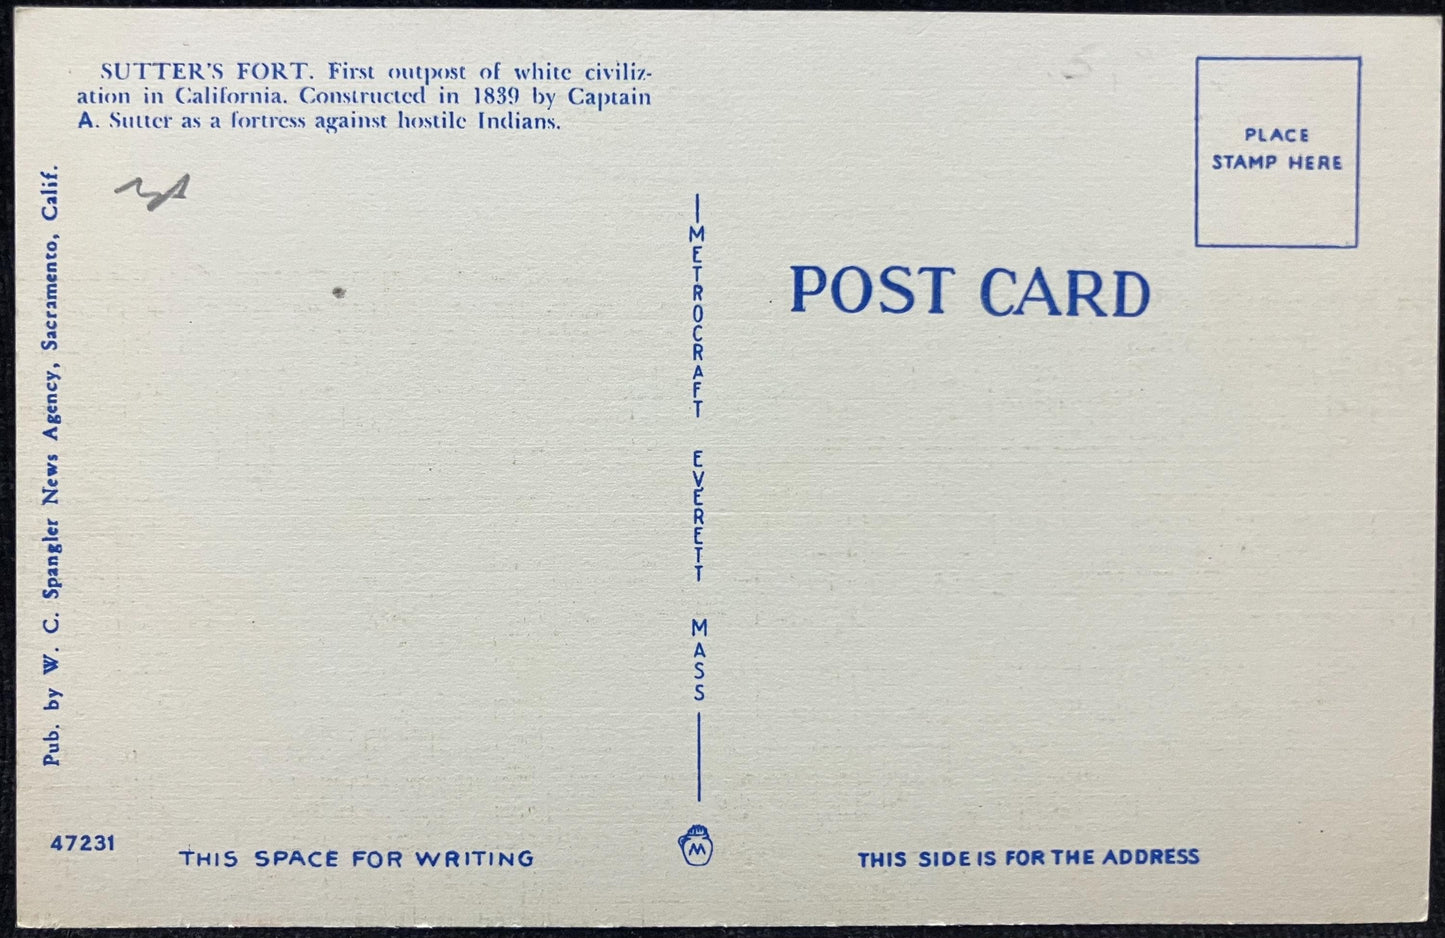 SUTTER'S FORT. First outpost of white civiliz-
ation in California. Constructed in 1839 by Captain
A. Sutter as a fortress against hostile Indians.
PLACE
STAMP HERE
POST CARD
Pub. by W. C. Spangler News Agency, Sacramento, Calif.
METROCRAFT EVERETT MASS
47231
THIS SPACE FOR WRITING
M
THIS SIDE IS FOR THE ADDRESS